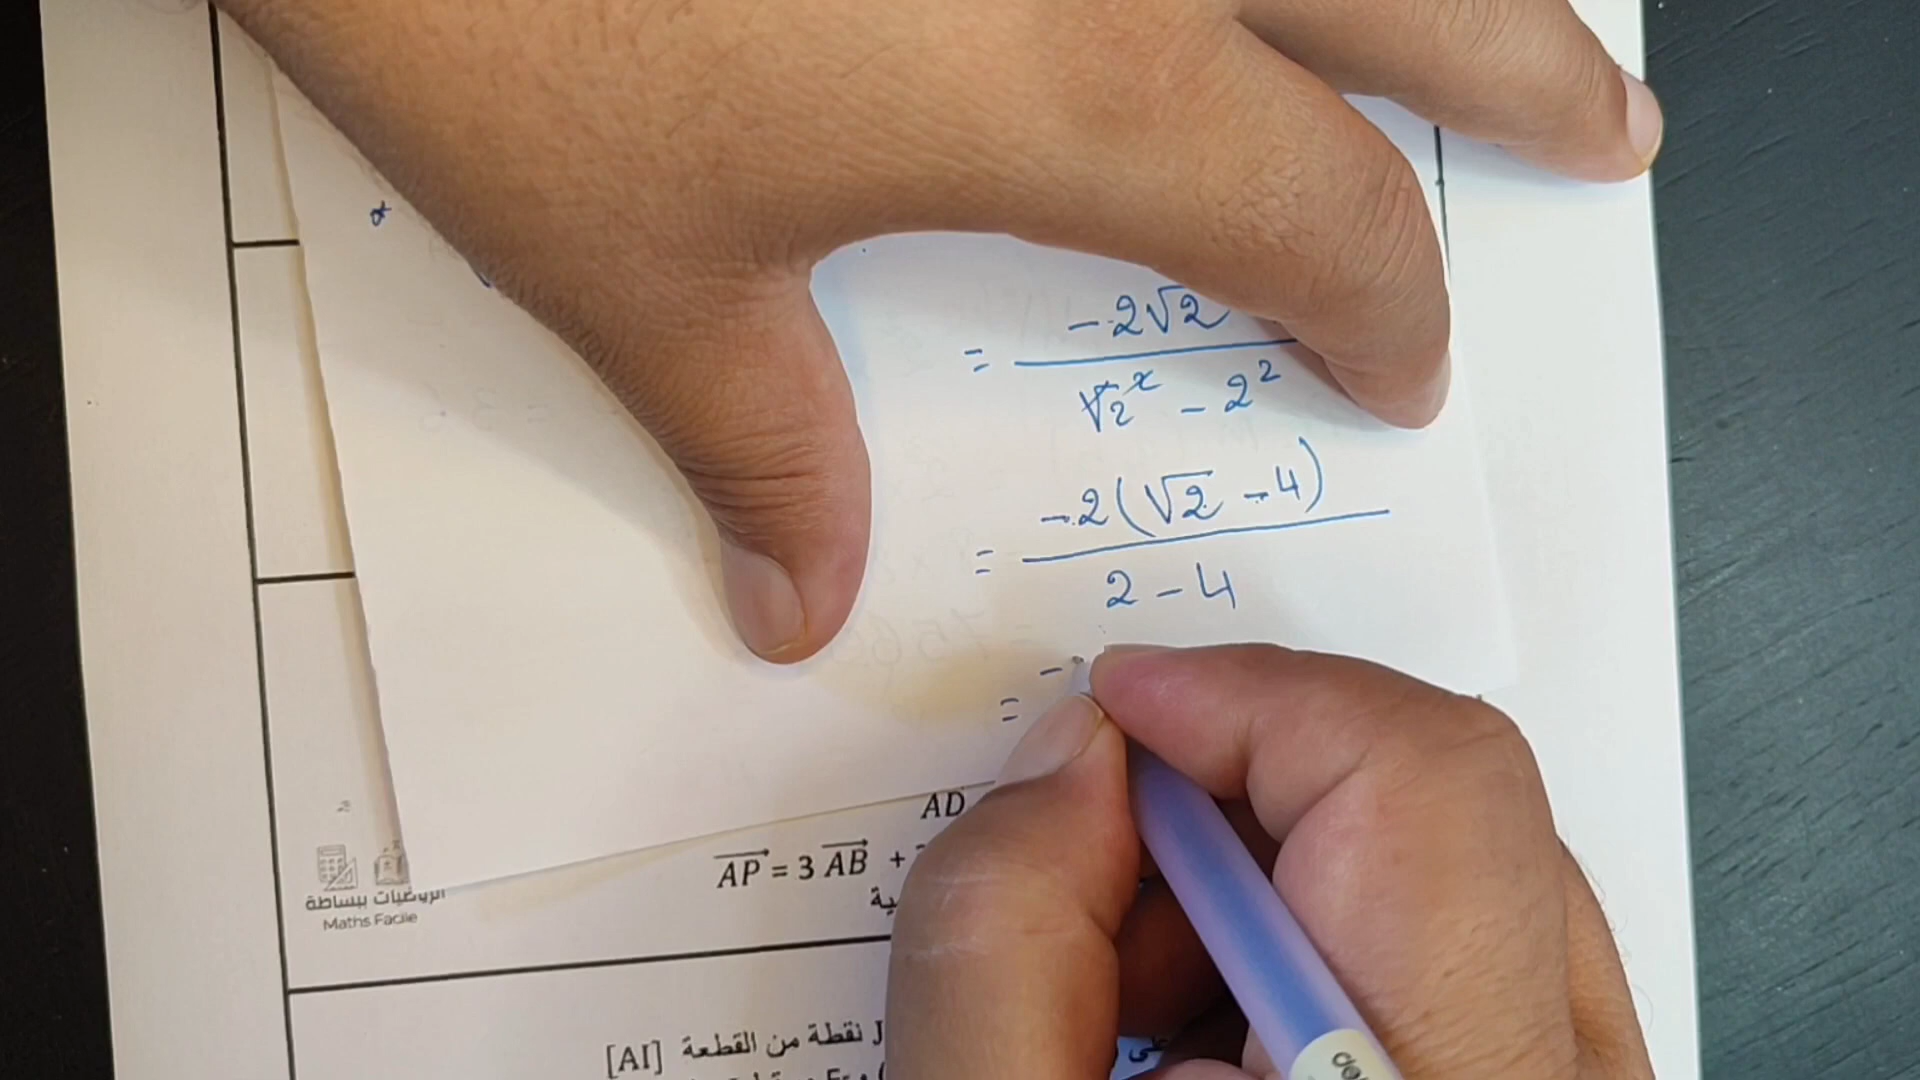 = -2√2
√2² - 2²
= -2(√2 - 4)
2 - 4
= -
AD
AP = 3 AB +
الرياضيات ببساطة
Maths Facile
J نقطة من القطعة [AI]